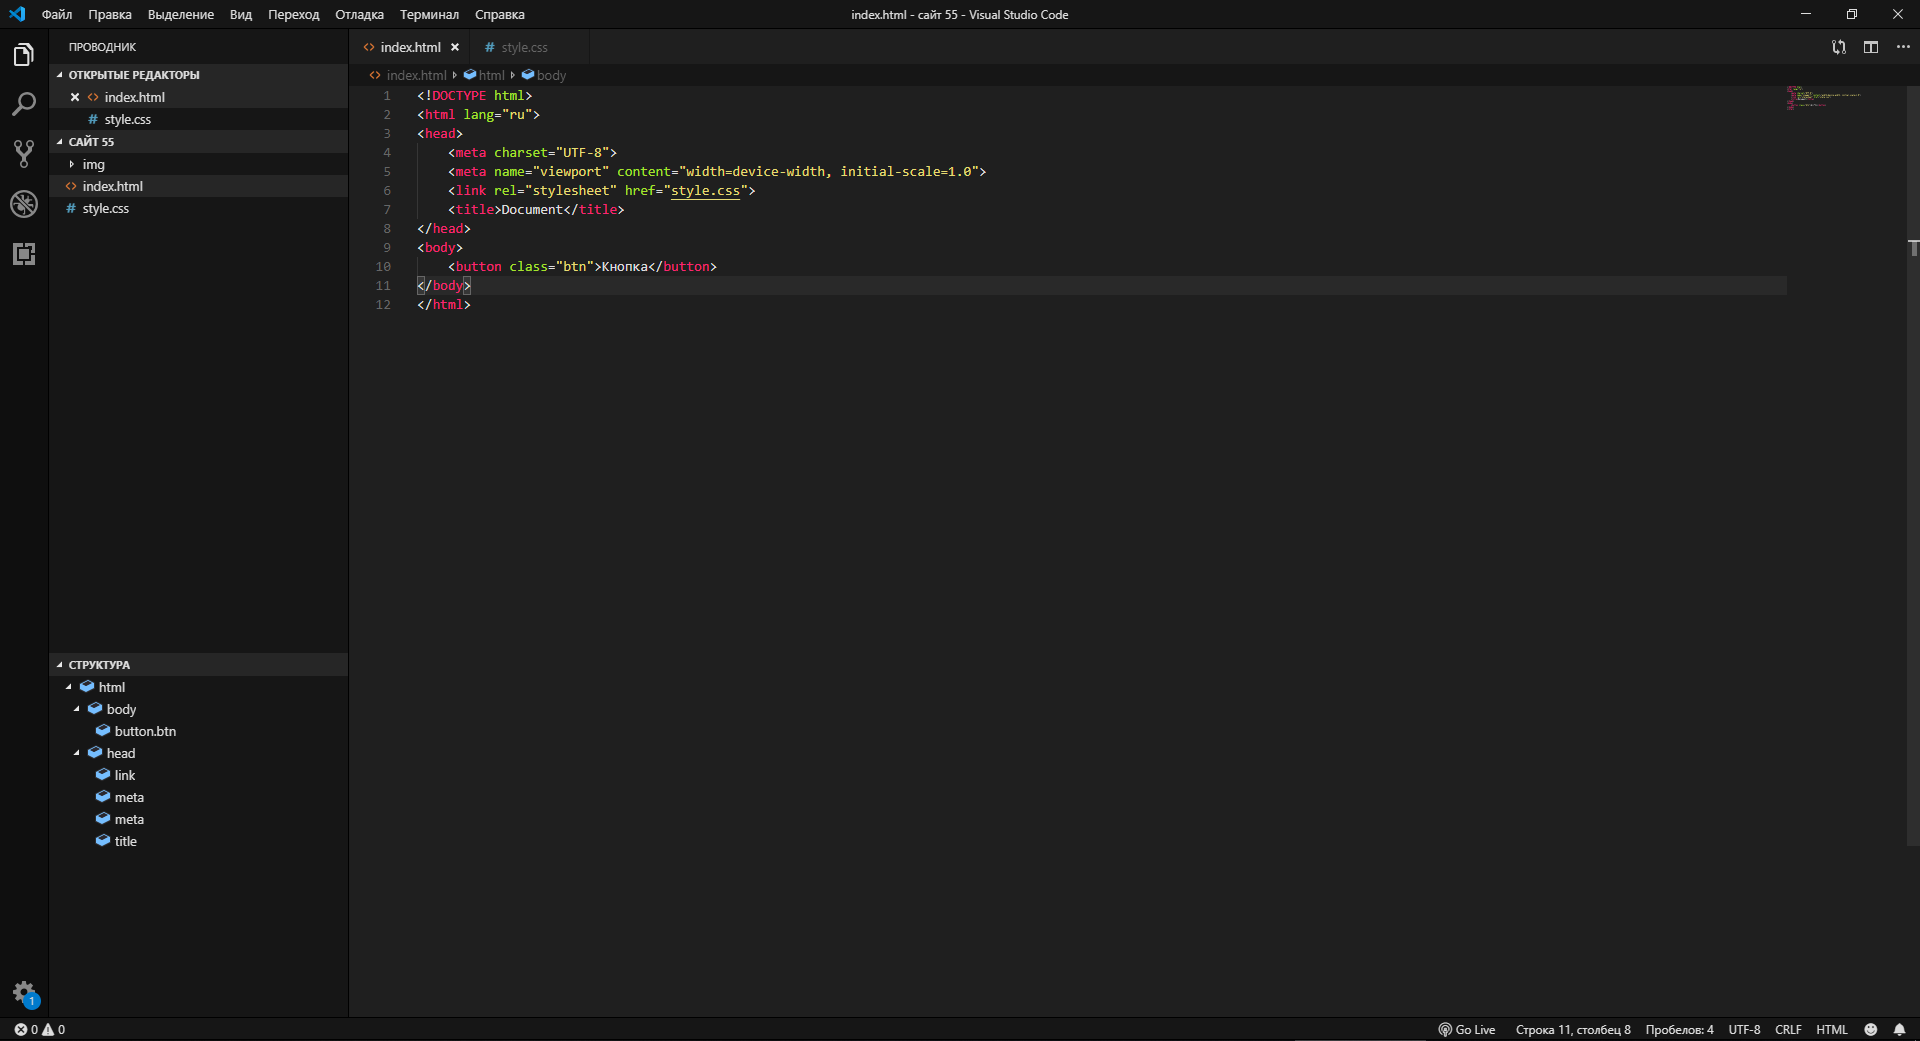 Файл Правка Выделение Вид Переход Отладка Терминал Справка
index.html - сайт 55 - Visual Studio Code
ПРОВОДНИК
ОТКРЫТЫЕ РЕДАКТОРЫ
index.html
style.css
САЙТ 55
img
index.html
style.css
СТРУКТУРА
html
body
button.btn
head
link
meta
meta
title
index.html style.css
index.html html body
1 <!DOCTYPE html>
2 <html lang="ru">
3 <head>
4 <meta charset="UTF-8">
5 <meta name="viewport" content="width=device-width, initial-scale=1.0">
6 <link rel="stylesheet" href="style.css">
7 <title>Document</title>
8 </head>
9 <body>
10 <button class="btn">Кнопка</button>
11 </body>
12 </html>
1
0 0
Go Live Строка 11, столбец 8 Пробелов: 4 UTF-8 CRLF HTML